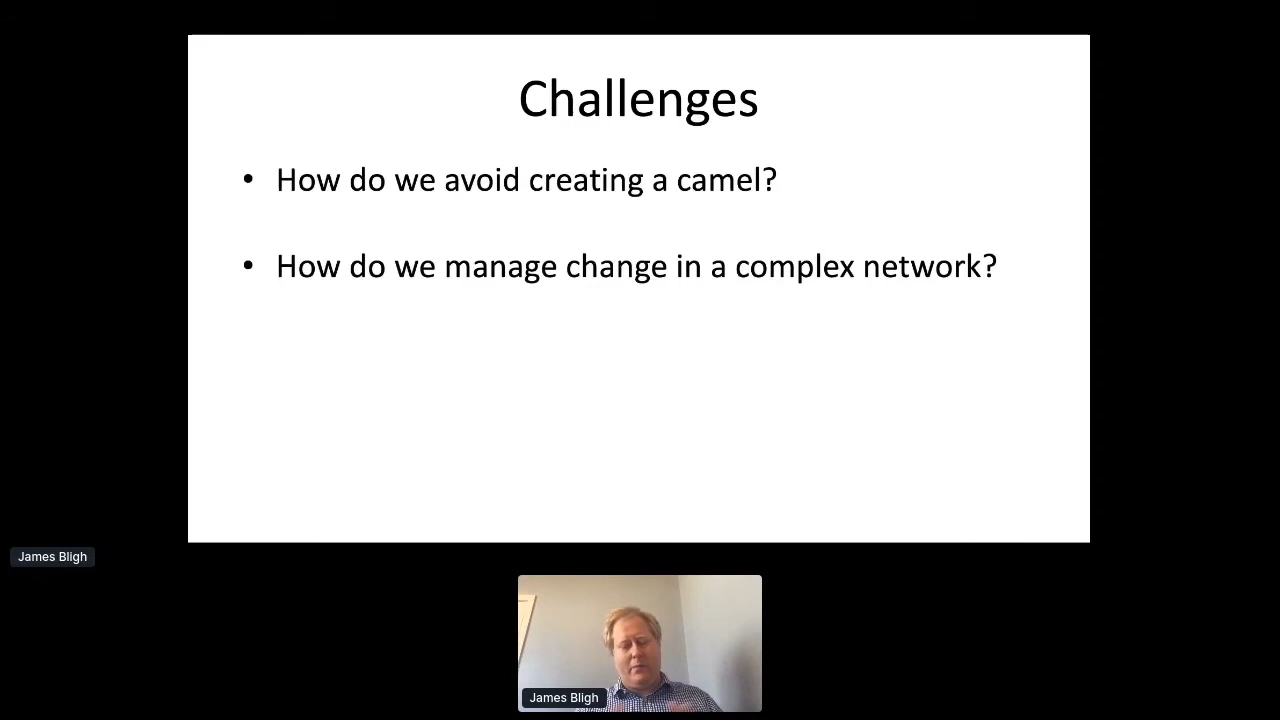 Challenges
• How do we avoid creating a camel?
• How do we manage change in a complex network?
James Bligh
James Bligh